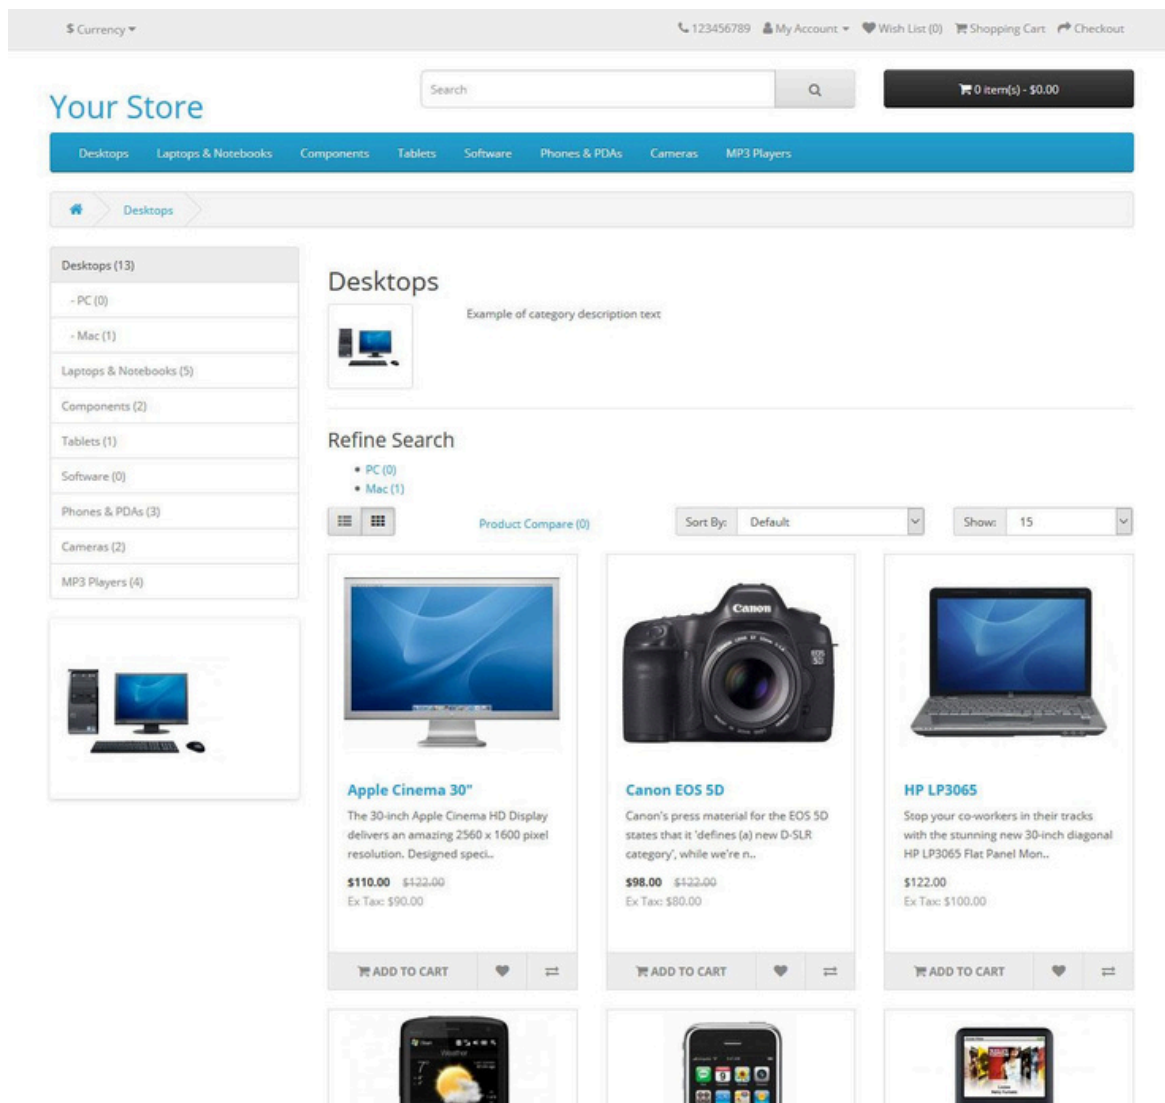 $ Currency
123456789 My Account Wish List (0) Shopping Cart Checkout
Your Store
Search
0 item(s) - $0.00
Desktops Laptops & Notebooks Components Tablets Software Phones & PDAs Cameras MP3 Players
Desktops
Desktops (13)
- PC (0)
- Mac (1)
Laptops & Notebooks (5)
Components (2)
Tablets (1)
Software (0)
Phones & PDAs (3)
Cameras (2)
MP3 Players (4)
Desktops
Example of category description text
Refine Search
PC (0)
Mac (1)
Product Compare (0)
Sort By: Default
Show: 15
Canon
EOS
5D
Apple Cinema 30"
The 30-inch Apple Cinema HD Display
delivers an amazing 2560 x 1600 pixel
resolution. Designed speci..
$110.00 $122.00
Ex Tax: $90.00
ADD TO CART
Canon EOS 5D
Canon's press material for the EOS 5D
states that it 'defines (a) new D-SLR
category', while we're n..
$98.00 $122.00
Ex Tax: $80.00
ADD TO CART
HP LP3065
Stop your co-workers in their tracks
with the stunning new 30-inch diagonal
HP LP3065 Flat Panel Mon..
$122.00
Ex Tax: $100.00
ADD TO CART
Start
Weather